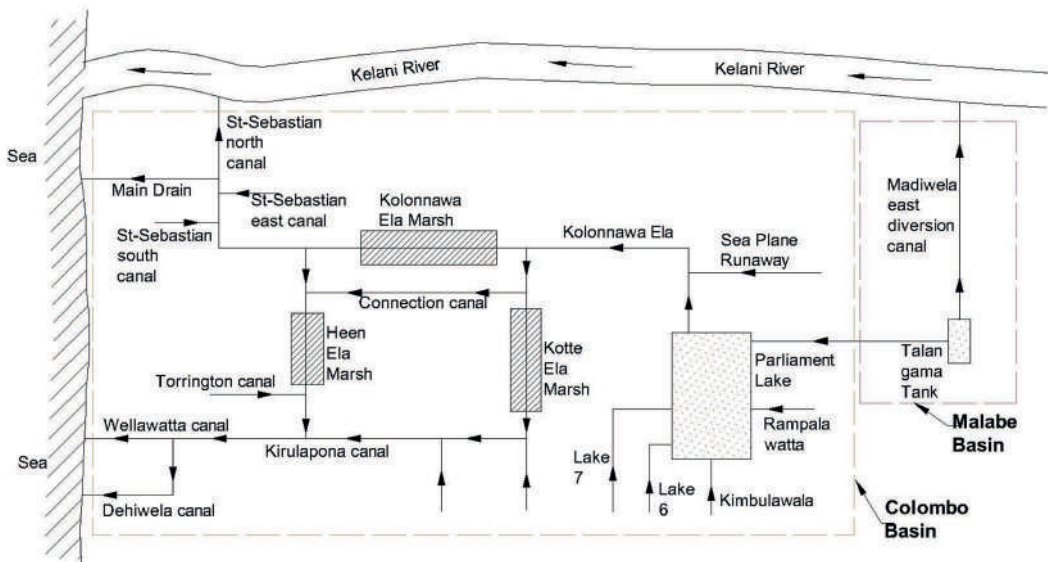 Kelani River
Kelani River
St-Sebastian
north
canal
Sea
Main Drain
St-Sebastian
east canal
St-Sebastian
south
canal
Kolonnawa
Ela Marsh
Kolonnawa Ela
Sea Plane
Runaway
Madiwela
east
diversion
canal
Connection canal
Heen
Ela
Marsh
Kotte
Ela
Marsh
Parliament
Lake
Talan
gama
Tank
Torrington canal
Rampala
watta
Malabe
Basin
Wellawatta canal
Kirulapona canal
Sea
Lake
7
Lake
6
Kimbulawala
Dehiwela canal
Colombo
Basin